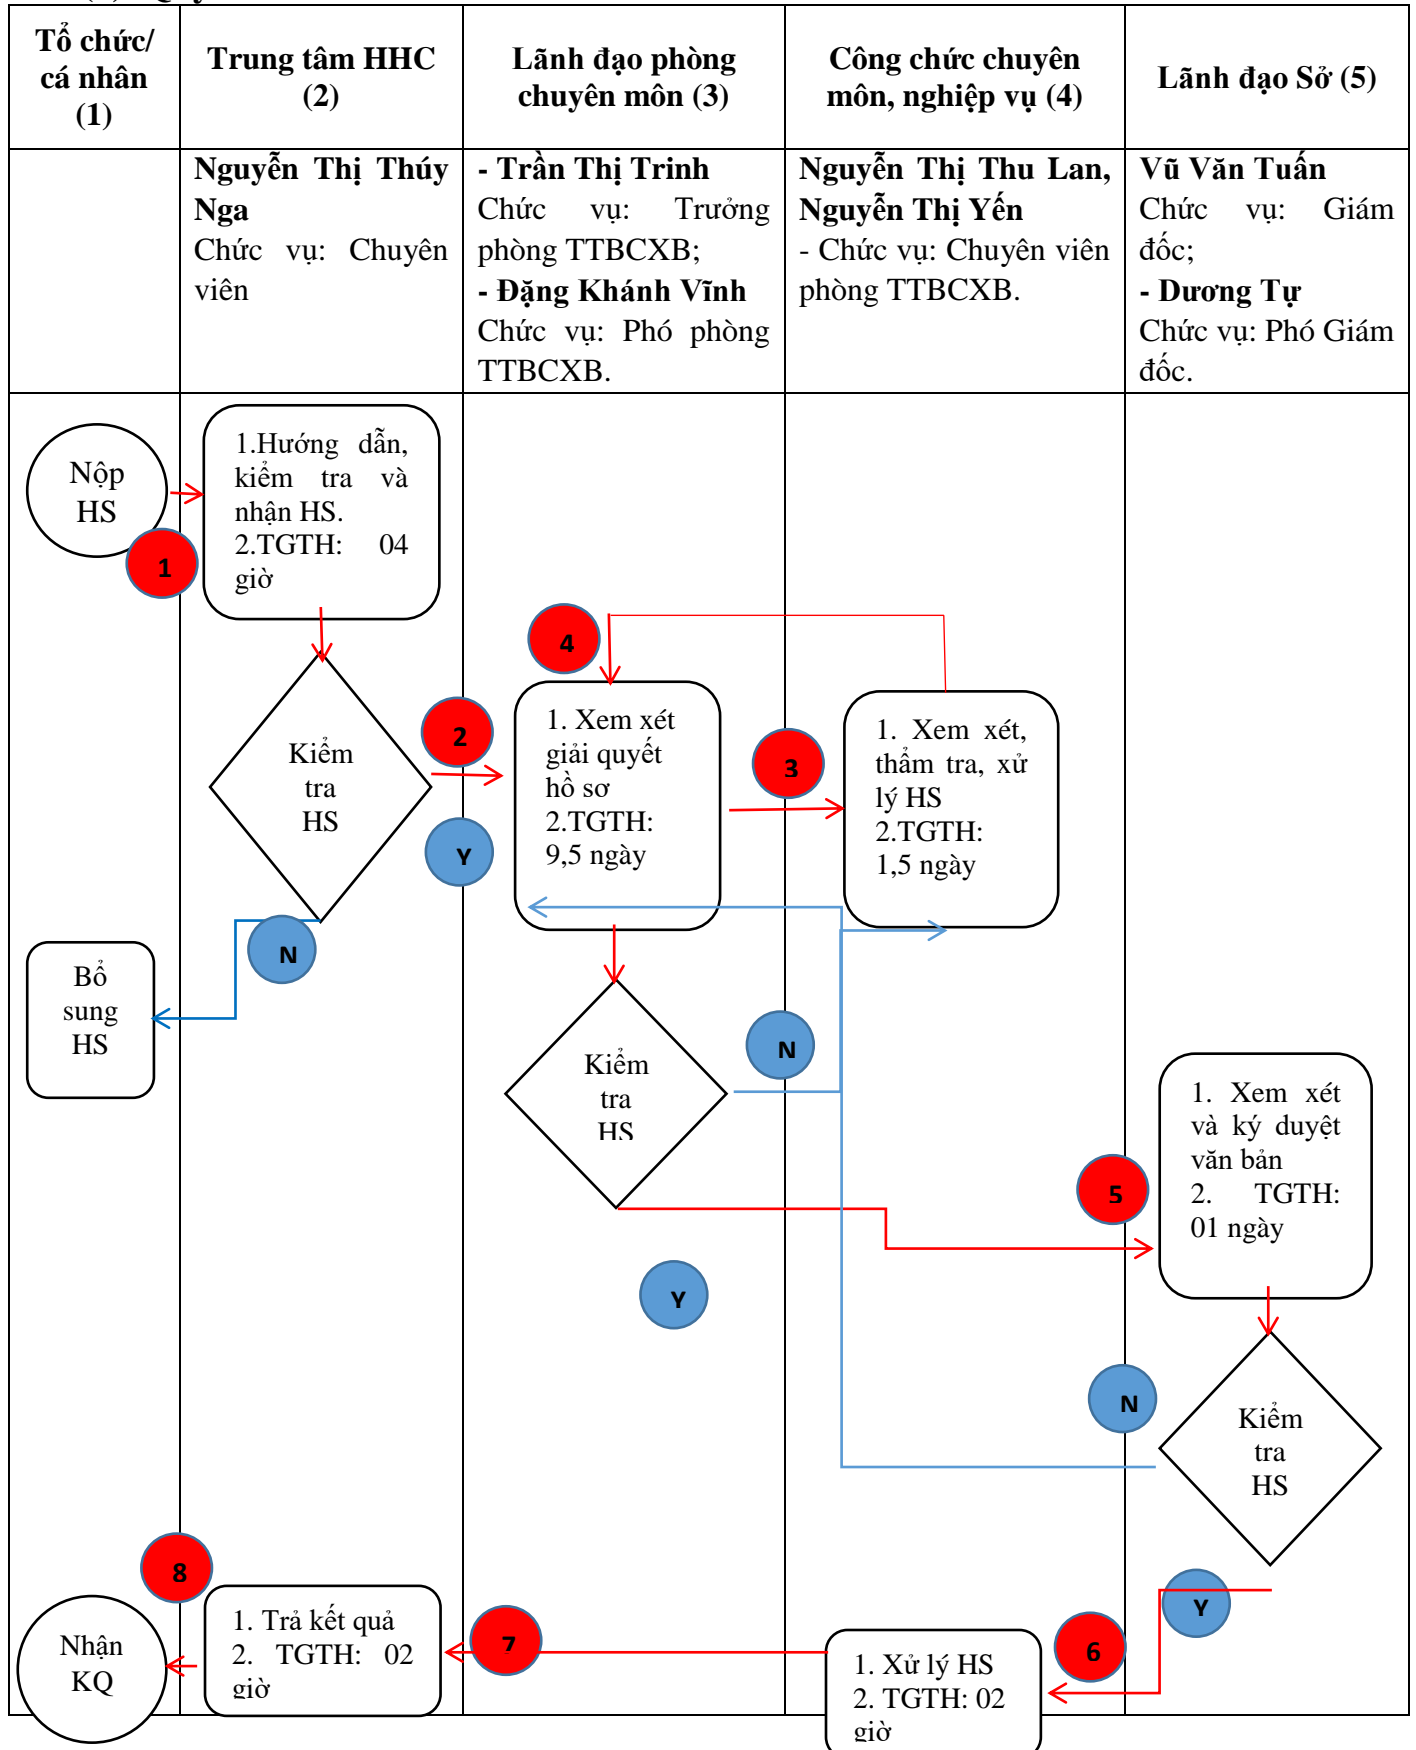 Tổ chức/
cá nhân
(1)
Trung tâm HHC
(2)
Lãnh đạo phòng
chuyên môn (3)
Công chức chuyên
môn, nghiệp vụ (4)
Lãnh đạo Sở (5)
Nguyễn Thị Thúy
Nga
Chức vụ: Chuyên
viên
- Trần Thị Trinh
Chức vụ: Trưởng
phòng TTBCXB;
- Đặng Khánh Vĩnh
Chức vụ: Phó phòng
TTBCXB.
Nguyễn Thị Thu Lan,
Nguyễn Thị Yến
- Chức vụ: Chuyên viên
phòng TTBCXB.
Vũ Văn Tuấn
Chức vụ: Giám
đốc;
- Dương Tự
Chức vụ: Phó Giám
đốc.
Nộp
HS
1
1.Hướng dẫn,
kiểm tra và
nhận HS.
2.TGTH: 04
giờ
Kiểm
tra
HS
2
Y
N
Bổ
sung
HS
4
1. Xem xét
giải quyết
hồ sơ
2.TGTH:
9,5 ngày
3
1. Xem xét,
thẩm tra, xử
lý HS
2.TGTH:
1,5 ngày
Kiểm
tra
HS
N
Y
5
1. Xem xét
và ký duyệt
văn bản
2. TGTH:
01 ngày
N
Kiểm
tra
HS
Y
6
1. Xử lý HS
2. TGTH: 02
giờ
7
1. Trả kết quả
2. TGTH: 02
giờ
8
Nhận
KQ